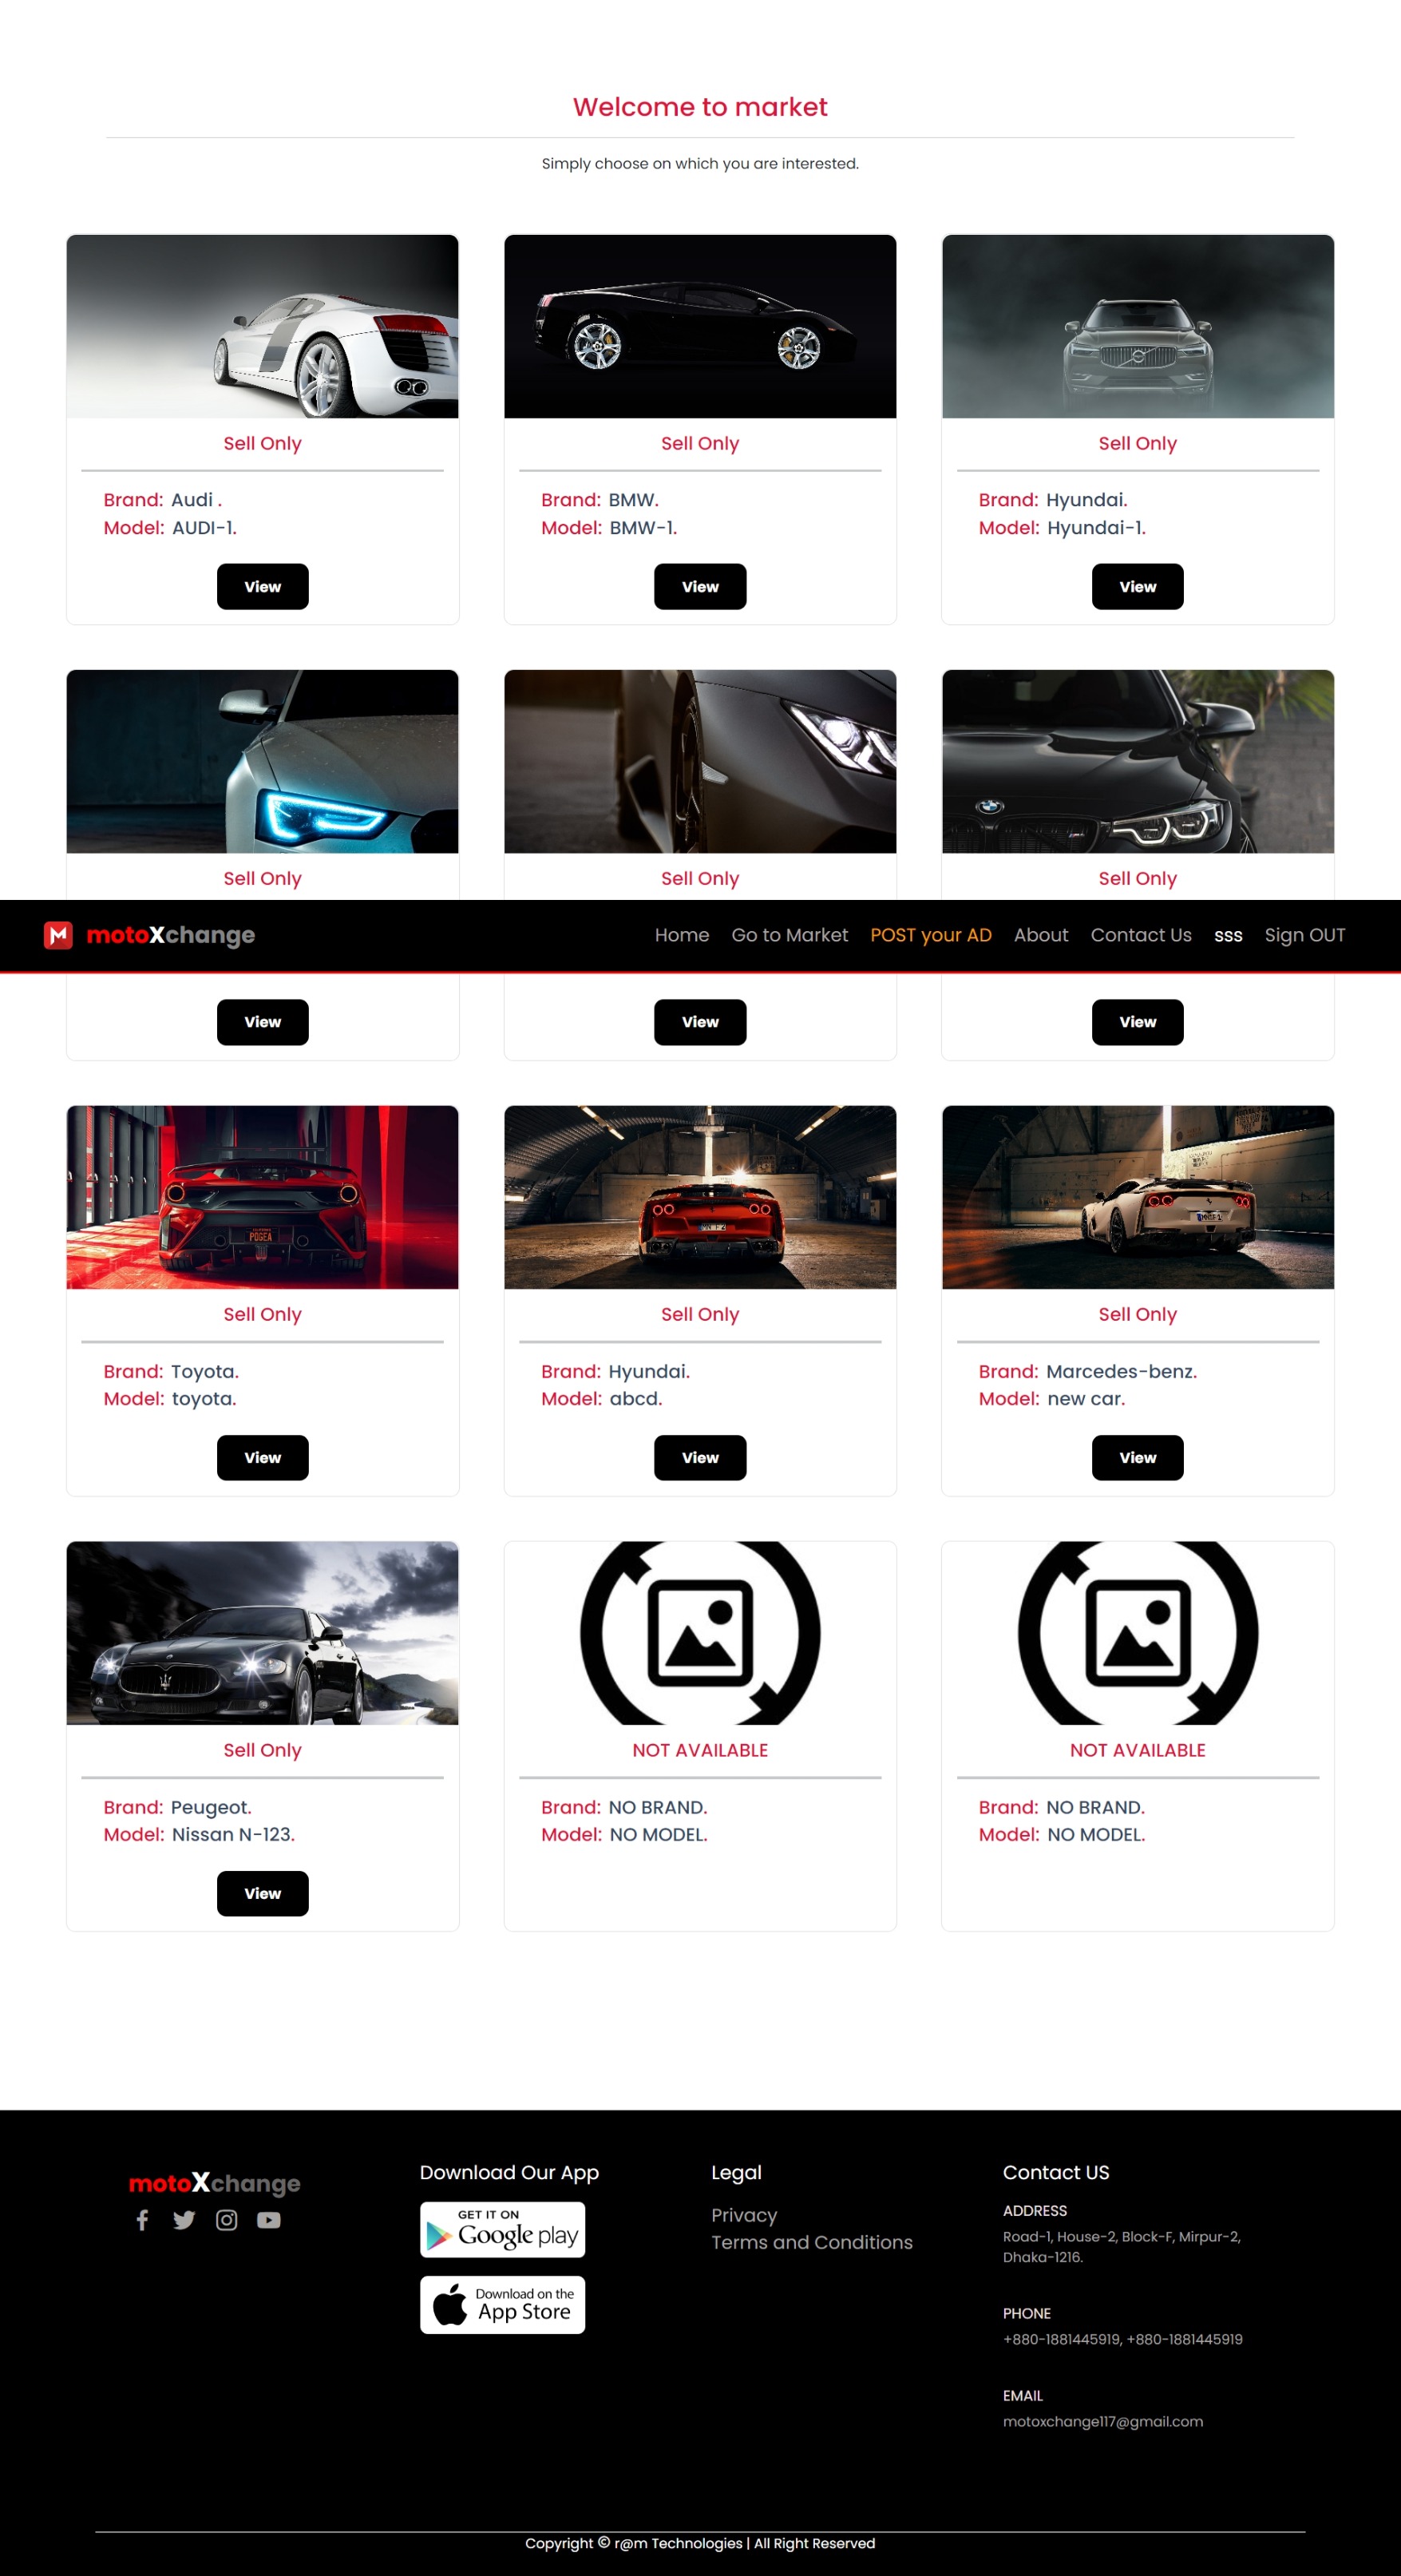 Welcome to market
Simply choose on which you are interested.
Sell Only
Brand: Audi .
Model: AUDI-1.
View
Sell Only
Brand: BMW.
Model: BMW-1.
View
Sell Only
Brand: Hyundai.
Model: Hyundai-1.
View
Sell Only
Sell Only
Sell Only
motoXchange
Home Go to Market POST your AD About Contact Us sss Sign OUT
View
View
View
POGEA
Sell Only
Brand: Toyota.
Model: toyota.
View
Sell Only
Brand: Hyundai.
Model: abcd.
View
Sell Only
Brand: Marcedes-benz.
Model: new car.
View
Sell Only
Brand: Peugeot.
Model: Nissan N-123.
View
NOT AVAILABLE
Brand: NO BRAND.
Model: NO MODEL.
NOT AVAILABLE
Brand: NO BRAND.
Model: NO MODEL.
motoXchange
Download Our App
GET IT ON
Google play
Download on the
App Store
Legal
Privacy
Terms and Conditions
Contact US
ADDRESS
Road-1, House-2, Block-F, Mirpur-2,
Dhaka-1216.
PHONE
+880-1881445919, +880-1881445919
EMAIL
motoxchange117@gmail.com
Copyright © r@m Technologies | All Right Reserved